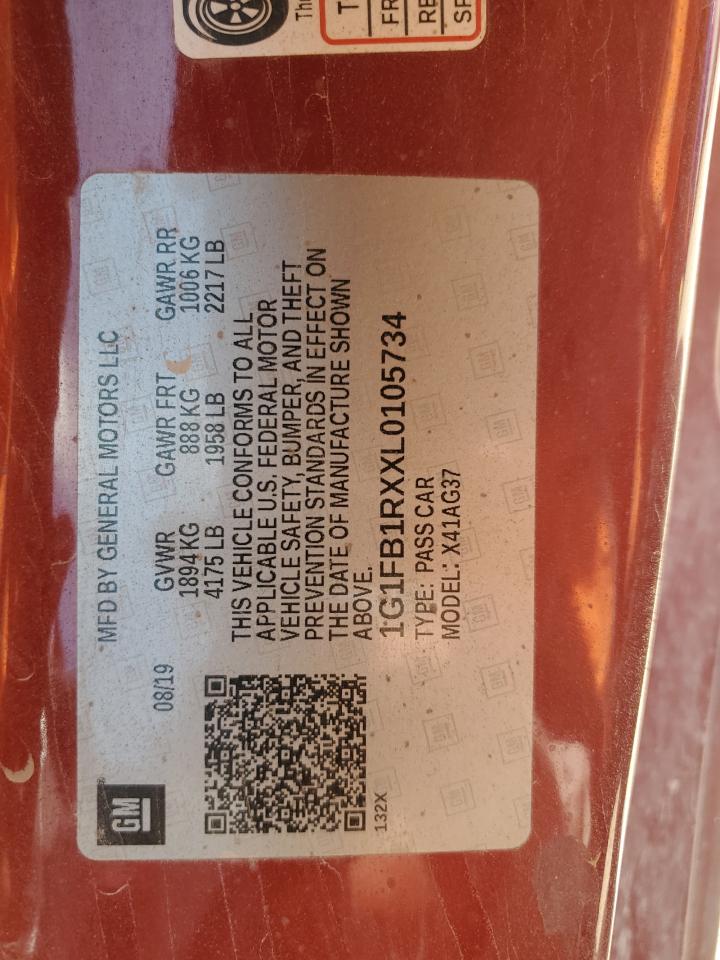 GM
MFD BY GENERAL MOTORS LLC
08/19
GVWR GAWR FRT GAWR RR
1894 KG 888 KG 1006 KG
4175 LB 1958 LB 2217 LB
THIS VEHICLE CONFORMS TO ALL
APPLICABLE U.S. FEDERAL MOTOR
VEHICLE SAFETY, BUMPER, AND THEFT
PREVENTION STANDARDS IN EFFECT ON
THE DATE OF MANUFACTURE SHOWN
ABOVE.
1G1FB1RXXL0105734
TYPE: PASS CAR
MODEL: X41AG37
132X